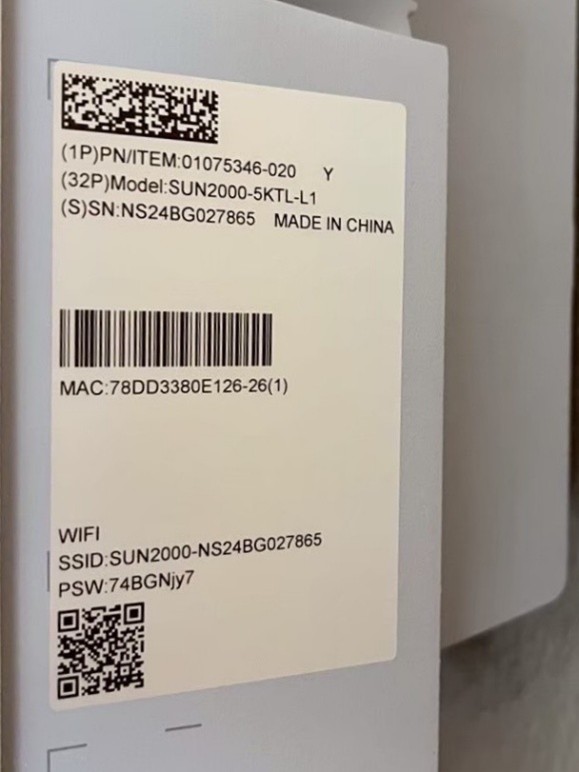 (1P)PN/ITEM:01075346-020 Y
(32P)Model:SUN2000-5KTL-L1
(S)SN:NS24BG027865 MADE IN CHINA
MAC:78DD3380E126-26(1)
WIFI
SSID:SUN2000-NS24BG027865
PSW:74BGNjy7